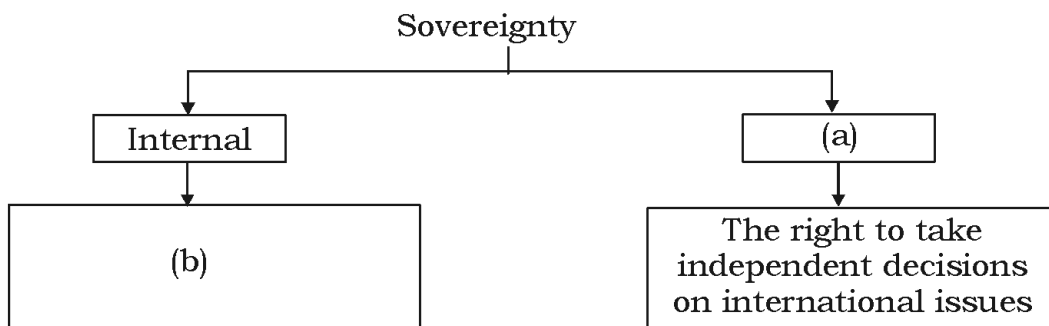 Sovereignty
Internal
(a)
(b)
The right to take
independent decisions
on international issues